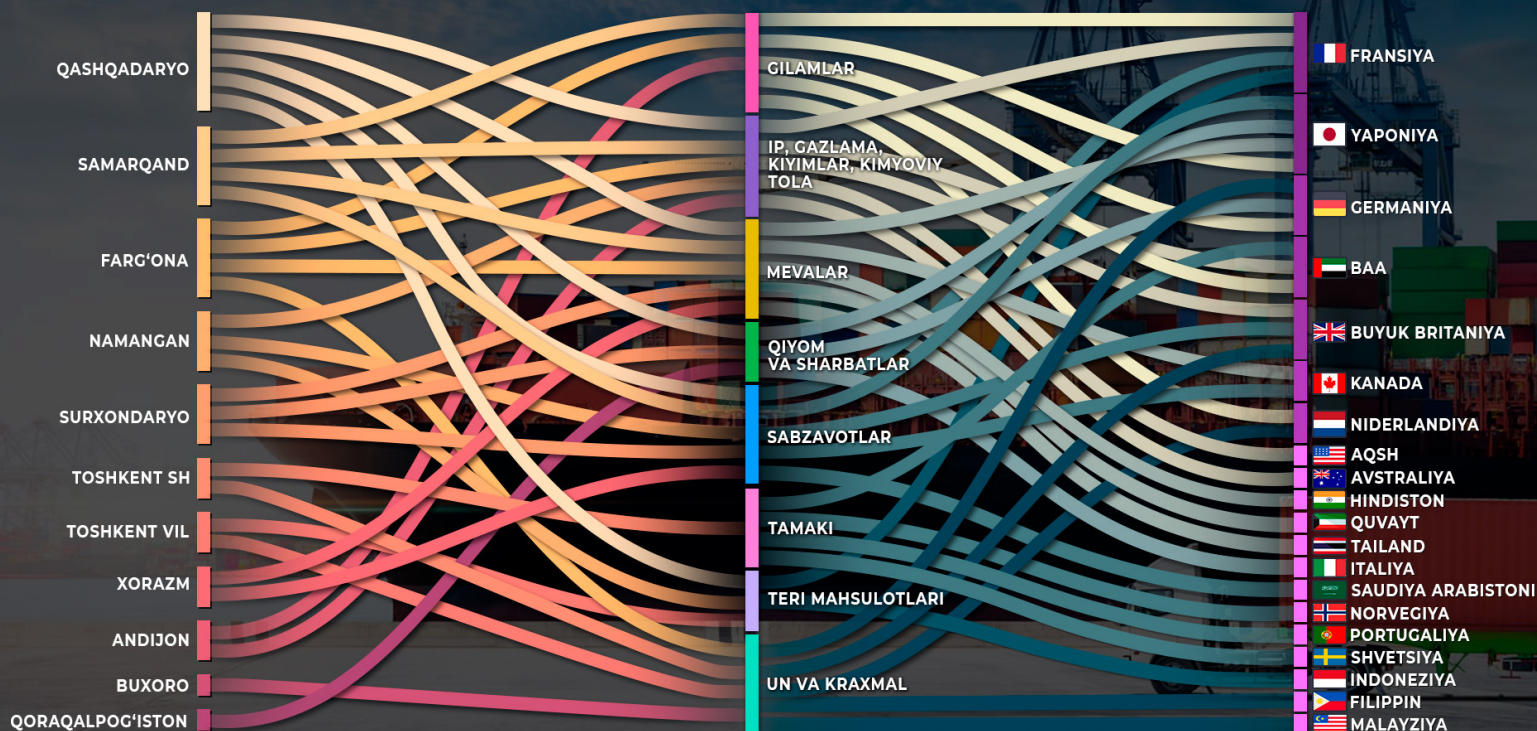 QASHQADARYO
SAMARQAND
FARG‘ONA
NAMANGAN
SURXONDARYO
TOSHKENT SH
TOSHKENT VIL
XORAZM
ANDIJON
BUXORO
QORAQALPOG‘ISTON
GILAMLAR
IP, GAZLAMA,
KIYIMLAR, KIMYOVIY
TOLA
MEVALAR
QIYOM
VA SHARBATLAR
SABZAVOTLAR
TAMAKI
TERI MAHSULOTLARI
UN VA KRAXMAL
FRANSIYA
YAPONIYA
GERMANIYA
BAA
BUYUK BRITANIYA
KANADA
NIDERLANDIYA
AQSH
AVSTRALIYA
HINDISTON
QUVAYT
TAILAND
ITALIYA
SAUDIYA ARABISTONI
NORVEGIYA
PORTUGALIYA
SHVETSIYA
INDONEZIYA
FILIPPIN
MALAYZIYA